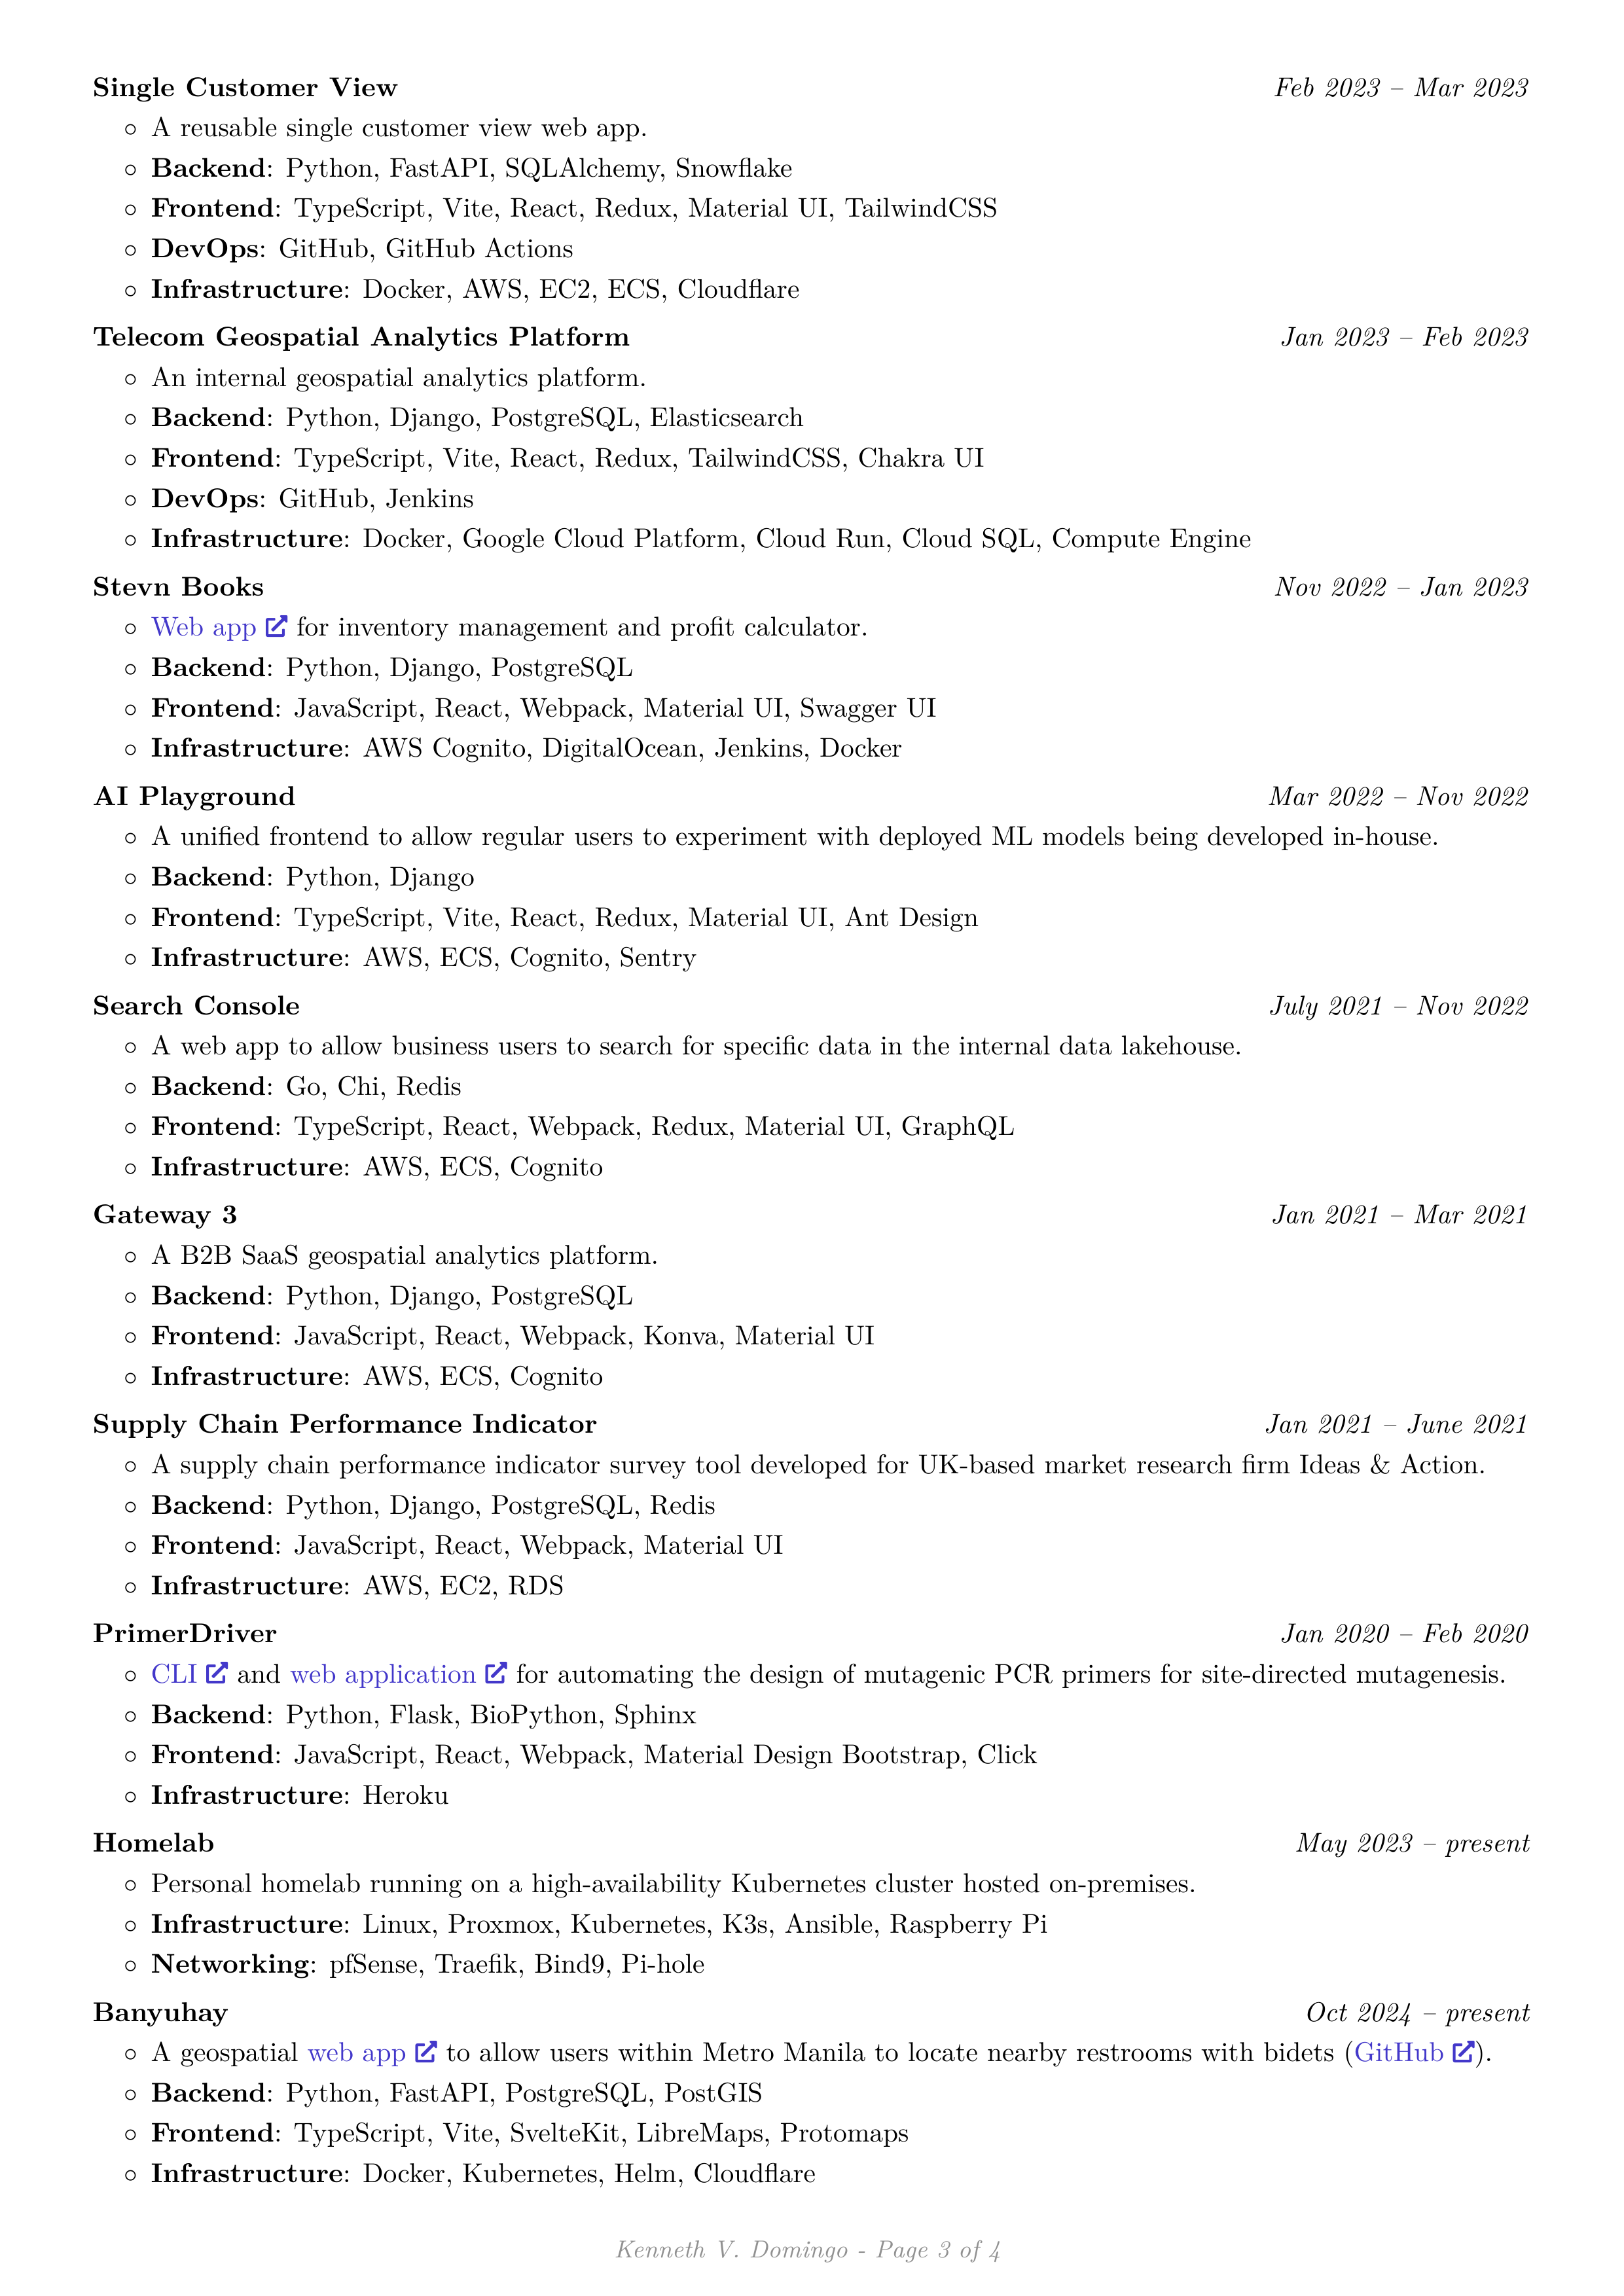 Single Customer View Feb 2023 – Mar 2023
◦ A reusable single customer view web app.
◦ Backend: Python, FastAPI, SQLAlchemy, Snowflake
◦ Frontend: TypeScript, Vite, React, Redux, Material UI, TailwindCSS
◦ DevOps: GitHub, GitHub Actions
◦ Infrastructure: Docker, AWS, EC2, ECS, Cloudflare
Telecom Geospatial Analytics Platform Jan 2023 – Feb 2023
◦ An internal geospatial analytics platform.
◦ Backend: Python, Django, PostgreSQL, Elasticsearch
◦ Frontend: TypeScript, Vite, React, Redux, TailwindCSS, Chakra UI
◦ DevOps: GitHub, Jenkins
◦ Infrastructure: Docker, Google Cloud Platform, Cloud Run, Cloud SQL, Compute Engine
Stevn Books Nov 2022 – Jan 2023
◦ Web app for inventory management and profit calculator.
◦ Backend: Python, Django, PostgreSQL
◦ Frontend: JavaScript, React, Webpack, Material UI, Swagger UI
◦ Infrastructure: AWS Cognito, DigitalOcean, Jenkins, Docker
AI Playground Mar 2022 – Nov 2022
◦ A unified frontend to allow regular users to experiment with deployed ML models being developed in-house.
◦ Backend: Python, Django
◦ Frontend: TypeScript, Vite, React, Redux, Material UI, Ant Design
◦ Infrastructure: AWS, ECS, Cognito, Sentry
Search Console July 2021 – Nov 2022
◦ A web app to allow business users to search for specific data in the internal data lakehouse.
◦ Backend: Go, Chi, Redis
◦ Frontend: TypeScript, React, Webpack, Redux, Material UI, GraphQL
◦ Infrastructure: AWS, ECS, Cognito
Gateway 3 Jan 2021 – Mar 2021
◦ A B2B SaaS geospatial analytics platform.
◦ Backend: Python, Django, PostgreSQL
◦ Frontend: JavaScript, React, Webpack, Konva, Material UI
◦ Infrastructure: AWS, ECS, Cognito
Supply Chain Performance Indicator Jan 2021 – June 2021
◦ A supply chain performance indicator survey tool developed for UK-based market research firm Ideas & Action.
◦ Backend: Python, Django, PostgreSQL, Redis
◦ Frontend: JavaScript, React, Webpack, Material UI
◦ Infrastructure: AWS, EC2, RDS
PrimerDriver Jan 2020 – Feb 2020
◦ CLI and web application for automating the design of mutagenic PCR primers for site-directed mutagenesis.
◦ Backend: Python, Flask, BioPython, Sphinx
◦ Frontend: JavaScript, React, Webpack, Material Design Bootstrap, Click
◦ Infrastructure: Heroku
Homelab May 2023 – present
◦ Personal homelab running on a high-availability Kubernetes cluster hosted on-premises.
◦ Infrastructure: Linux, Proxmox, Kubernetes, K3s, Ansible, Raspberry Pi
◦ Networking: pfSense, Traefik, Bind9, Pi-hole
Banyuhay Oct 2024 – present
◦ A geospatial web app to allow users within Metro Manila to locate nearby restrooms with bidets (GitHub).
◦ Backend: Python, FastAPI, PostgreSQL, PostGIS
◦ Frontend: TypeScript, Vite, SvelteKit, LibreMaps, Protomaps
◦ Infrastructure: Docker, Kubernetes, Helm, Cloudflare
Kenneth V. Domingo - Page 3 of 4